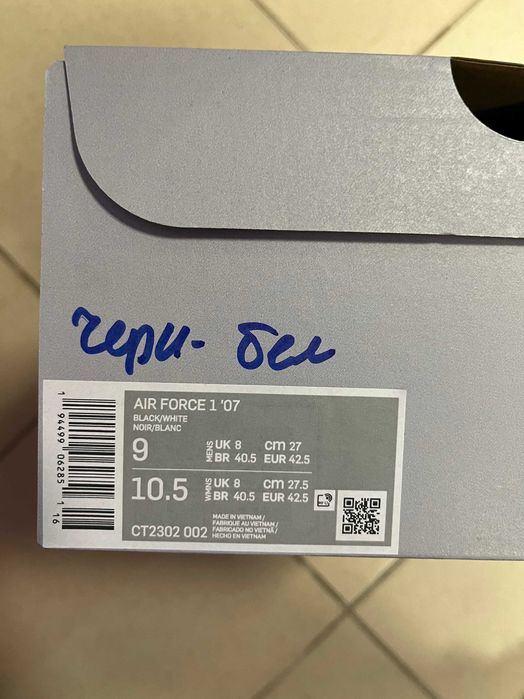 черн- бел
AIR FORCE 1 '07
BLACK/WHITE
NOIR/BLANC
9 MENS UK 8 cm 27
BR 40.5 EUR 42.5
10.5 WMNS UK 8 cm 27.5
BR 40.5 EUR 42.5
CT2302 002
MADE IN VIETNAM /
FABRIQUÉ AU VIETNAM /
FABRICADO NO VIETNÃ /
HECHO EN VIETNAM
1 94499 06285 1 16